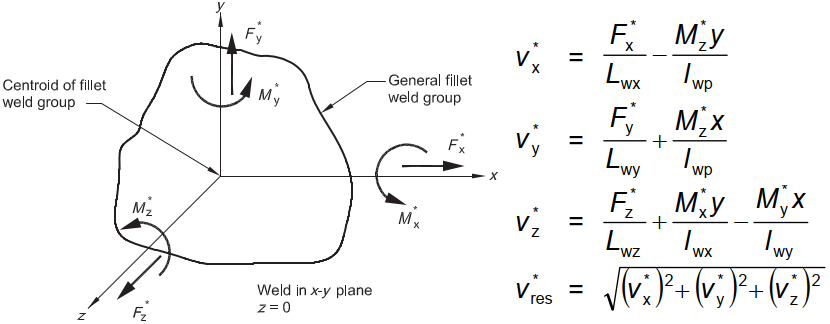 y
F*y
Centroid of fillet
weld group
M*y
General fillet
weld group
F*x
x
M*x
M*z
F*z
z
Weld in x-y plane
z = 0
v*x = F*x/Lwx − M*z y/Iwp
v*y = F*y/Lwy + M*z x/Iwp
v*z = F*z/Lwz + M*x y/Iwx − M*y x/Iwy
v*res = √(v*x)²+(v*y)²+(v*z)²